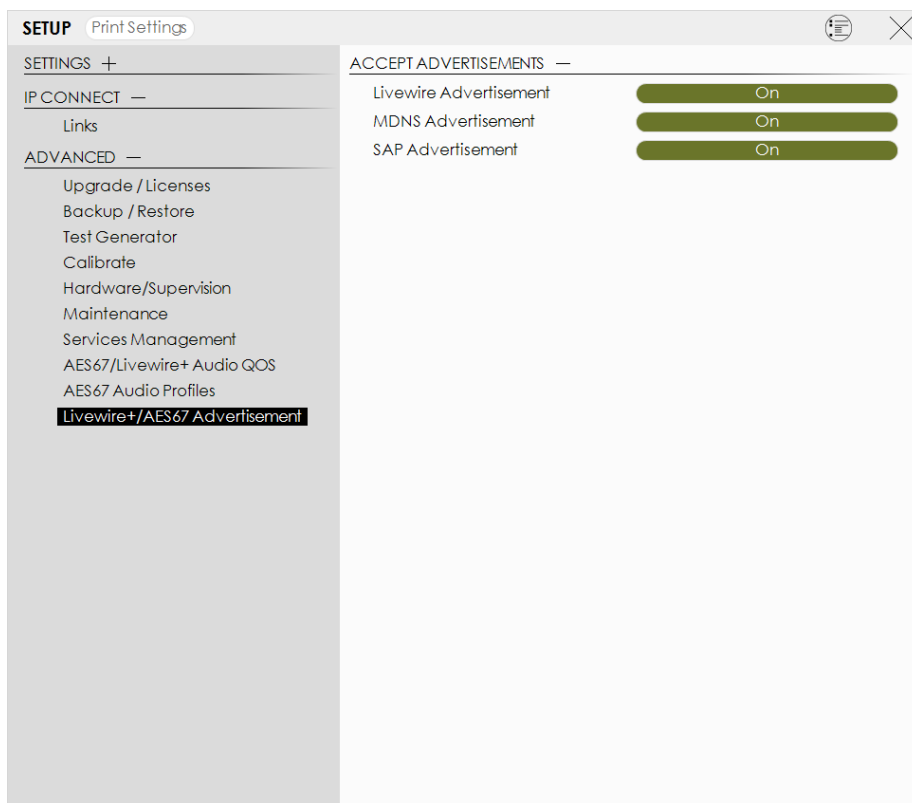 SETUP Print Settings
SETTINGS +
IP CONNECT —
Links
ADVANCED —
Upgrade / Licenses
Backup / Restore
Test Generator
Calibrate
Hardware/Supervision
Maintenance
Services Management
AES67/Livewire+ Audio QOS
AES67 Audio Profiles
Livewire+/AES67 Advertisement
ACCEPT ADVERTISEMENTS —
Livewire Advertisement On
MDNS Advertisement On
SAP Advertisement On